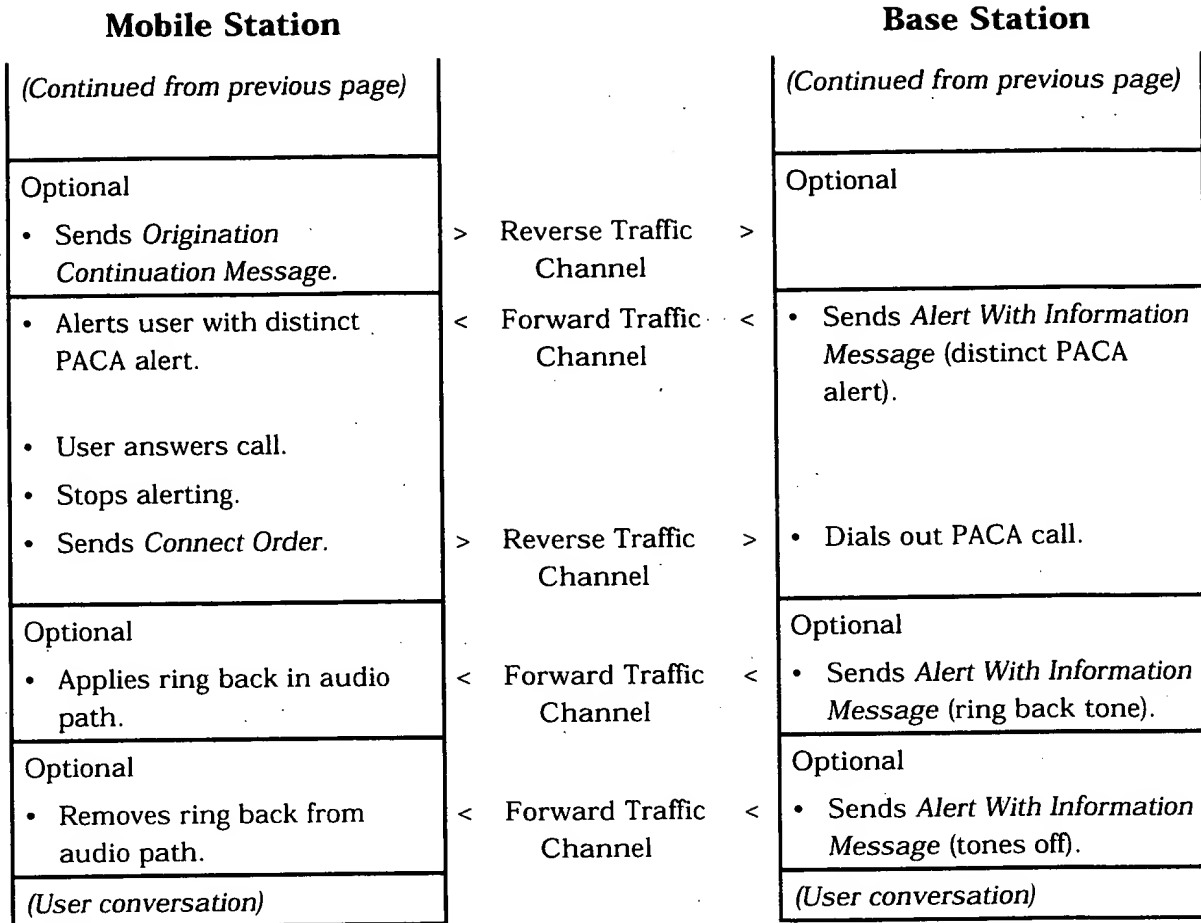 Mobile Station Base Station
(Continued from previous page) (Continued from previous page)
Optional Optional
• Sends Origination > Reverse Traffic >
Continuation Message. Channel
• Alerts user with distinct < Forward Traffic < • Sends Alert With Information
PACA alert. Channel Message (distinct PACA
alert).
• User answers call.
• Stops alerting.
• Sends Connect Order. > Reverse Traffic > • Dials out PACA call.
Channel
Optional Optional
• Applies ring back in audio < Forward Traffic < • Sends Alert With Information
path. Channel Message (ring back tone).
Optional Optional
• Removes ring back from < Forward Traffic < • Sends Alert With Information
audio path. Channel Message (tones off).
(User conversation) (User conversation)